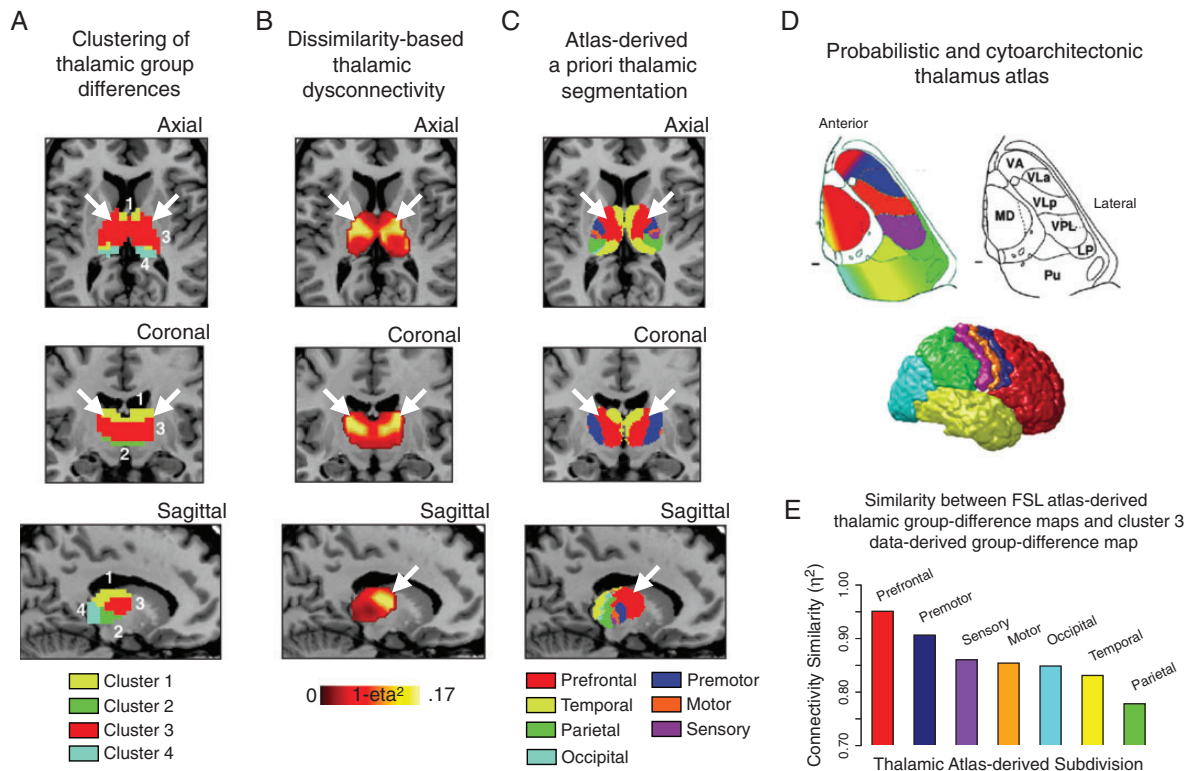 A
Clustering of
thalamic group
differences
Axial
1
3
4
Coronal
1
3
2
Sagittal
1
4
3
2
Cluster 1
Cluster 2
Cluster 3
Cluster 4
B
Dissimilarity-based
thalamic
dysconnectivity
Axial
Coronal
Sagittal
0 1-eta² .17
C
Atlas-derived
a priori thalamic
segmentation
Axial
Coronal
Sagittal
Prefrontal
Premotor
Temporal
Motor
Parietal
Sensory
Occipital
D
Probabilistic and cytoarchitectonic
thalamus atlas
Anterior
VA
VLa
Lateral
VLp
MD
VPL
LP
Pu
E
Similarity between FSL atlas-derived
thalamic group-difference maps and cluster 3
data-derived group-difference map
Connectivity Similarity (η²)
1.00
0.90
0.80
0.70
Prefrontal
Premotor
Sensory
Motor
Occipital
Temporal
Parietal
Thalamic Atlas-derived Subdivision